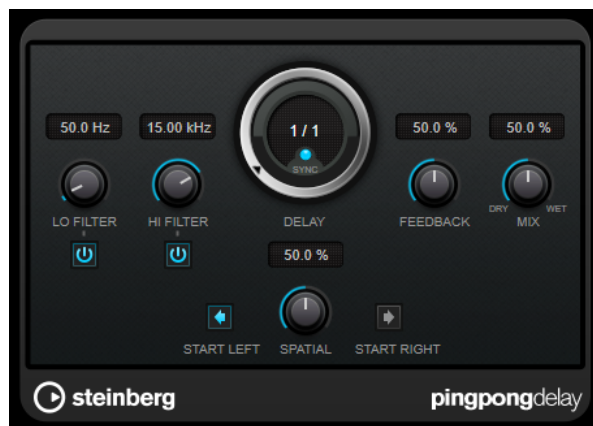 50.0 Hz
15.00 kHz
1 / 1
SYNC
50.0 %
50.0 %
LO FILTER
HI FILTER
DELAY
FEEDBACK
DRY
WET
MIX
50.0 %
START LEFT
SPATIAL
START RIGHT
steinberg
pingpongdelay